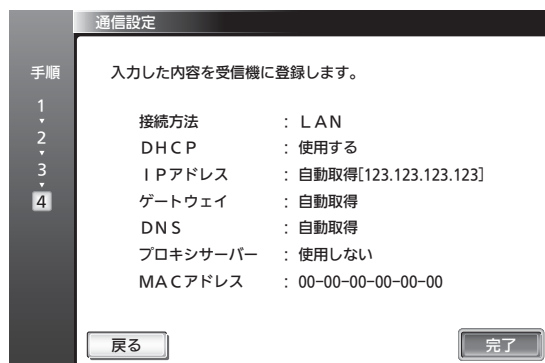 通信設定
手順
1
2
3
4
入力した内容を受信機に登録します。
接続方法 : LAN
DHCP : 使用する
IPアドレス : 自動取得[123.123.123.123]
ゲートウェイ : 自動取得
DNS : 自動取得
プロキシサーバー : 使用しない
MACアドレス : 00-00-00-00-00-00
戻る
完了